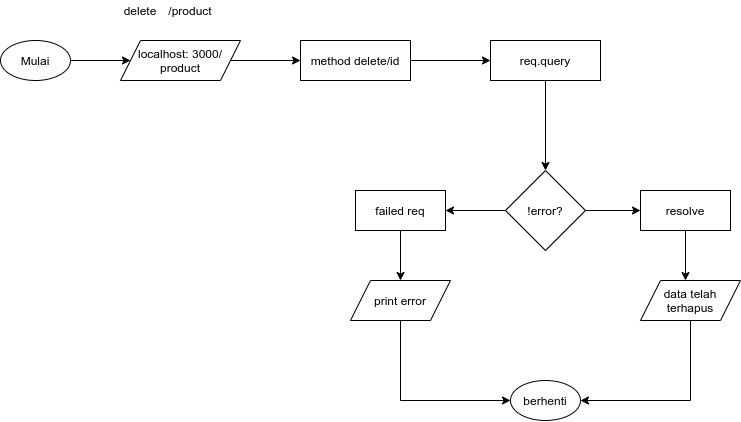 delete /product
Mulai
localhost: 3000/
product
method delete/id
req.query
failed req
!error?
resolve
print error
data telah
terhapus
berhenti